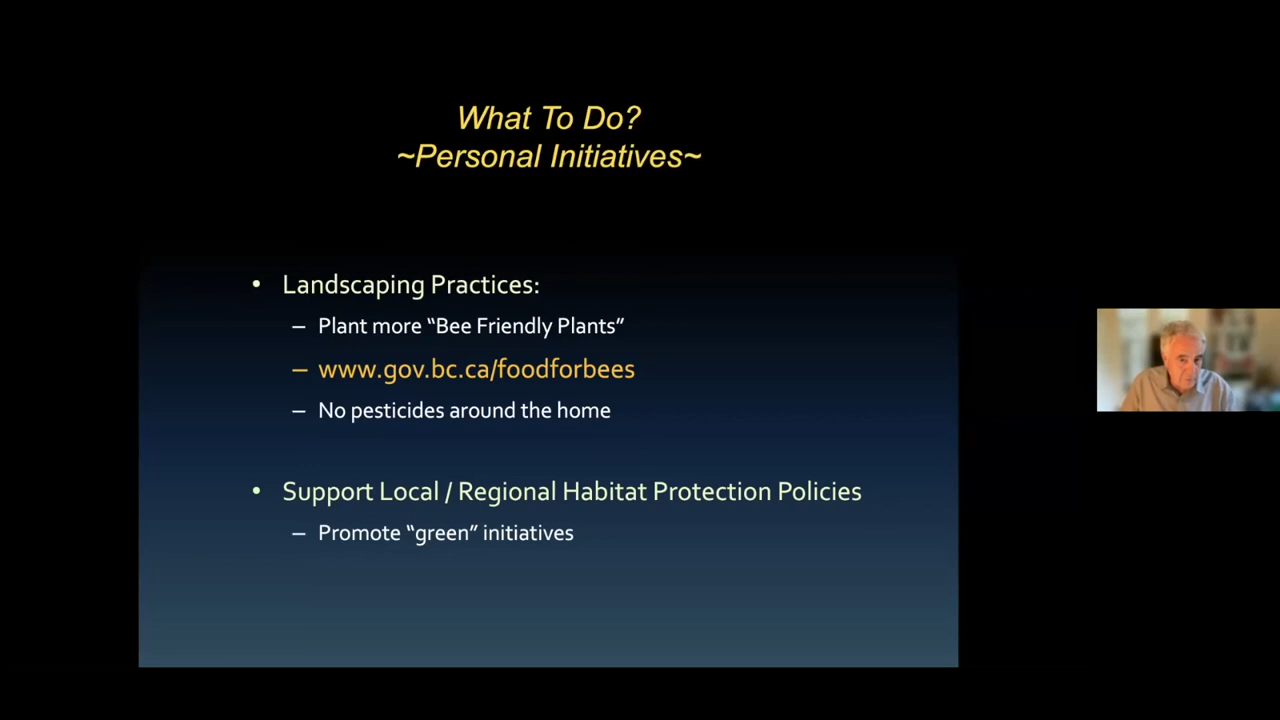 What To Do?
~Personal Initiatives~
• Landscaping Practices:
– Plant more “Bee Friendly Plants”
– www.gov.bc.ca/foodforbees
– No pesticides around the home
• Support Local / Regional Habitat Protection Policies
– Promote “green” initiatives